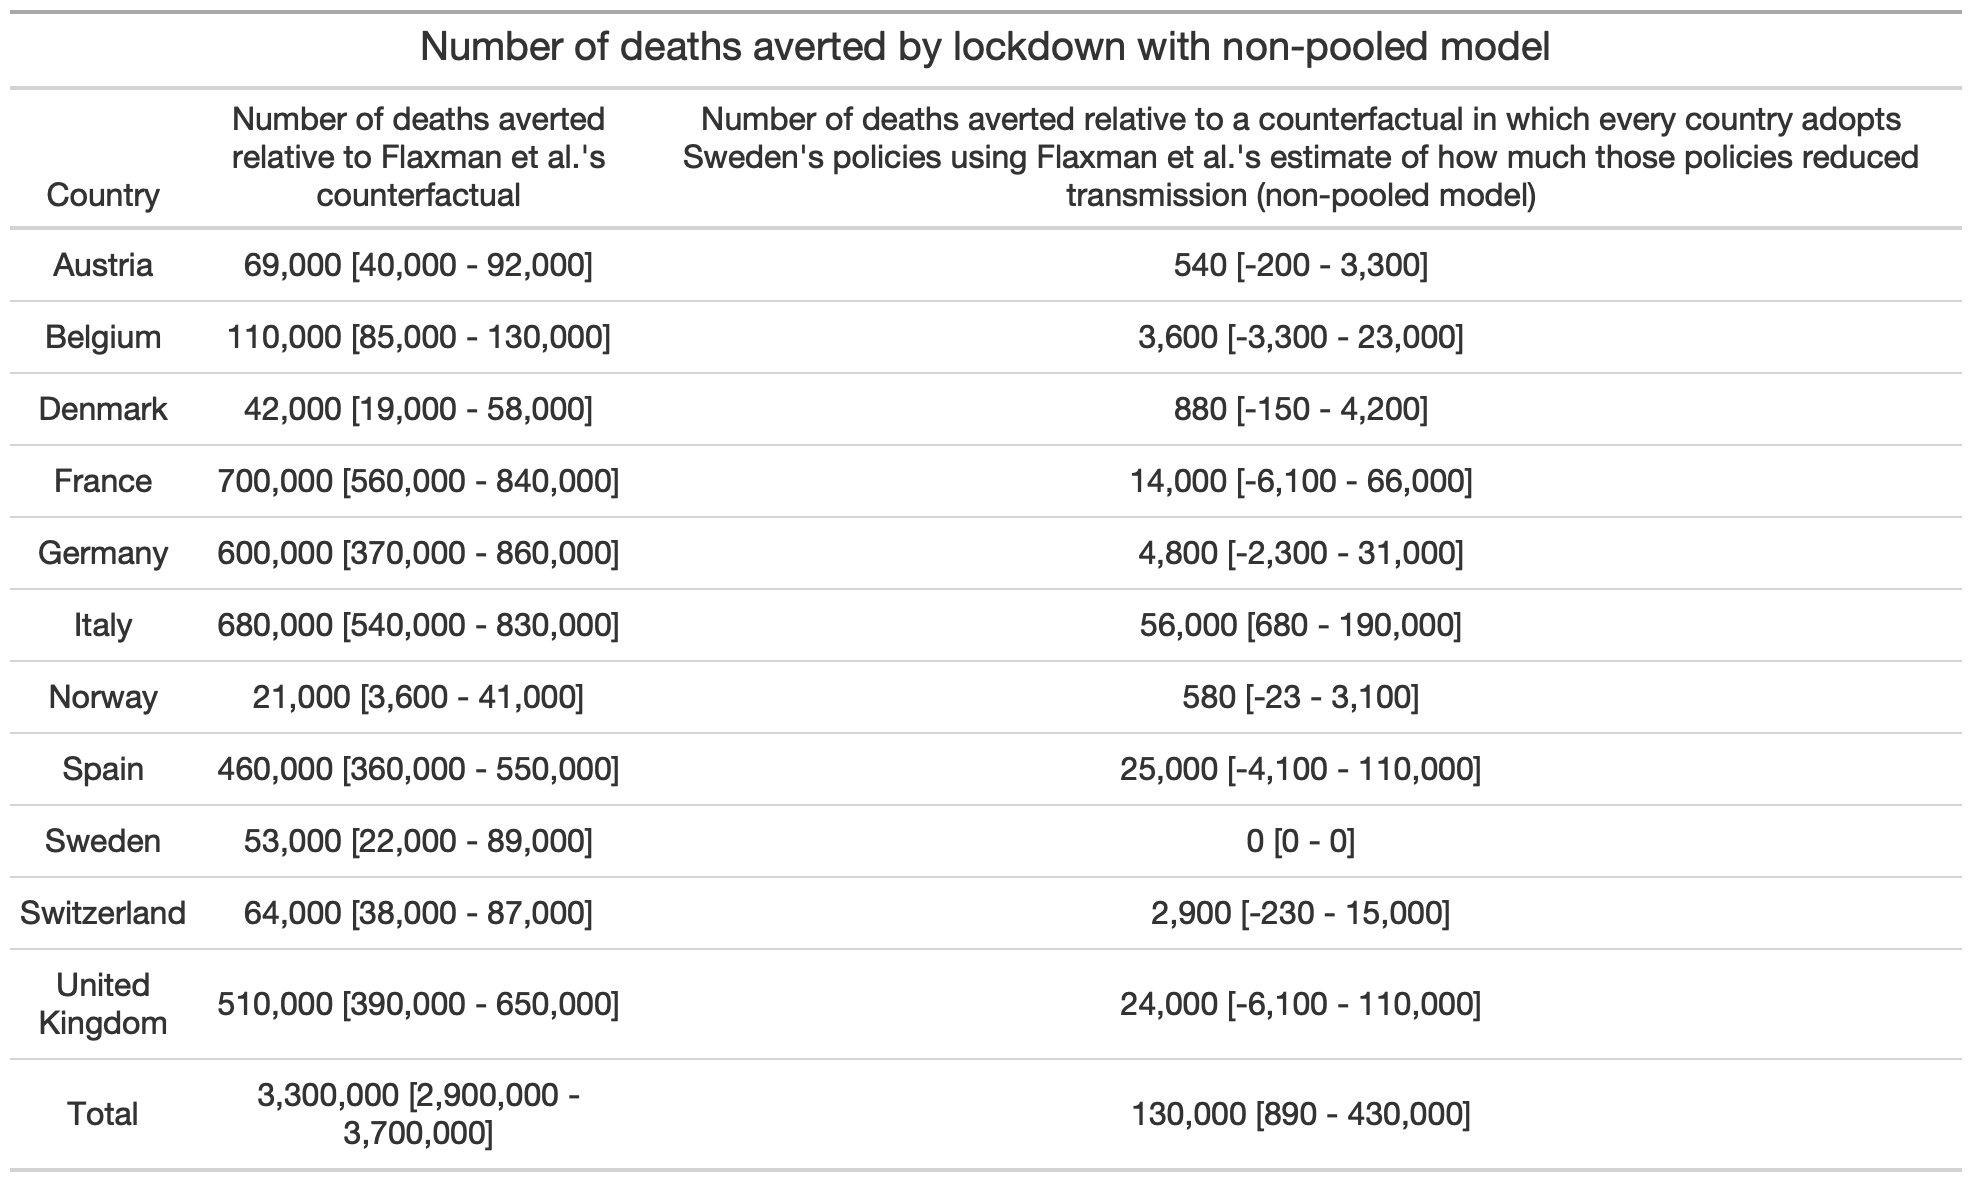 Number of deaths averted by lockdown with non-pooled model
Country
Number of deaths averted
relative to Flaxman et al.'s
counterfactual
Number of deaths averted relative to a counterfactual in which every country adopts
Sweden's policies using Flaxman et al.'s estimate of how much those policies reduced
transmission (non-pooled model)
Austria 69,000 [40,000 - 92,000] 540 [-200 - 3,300]
Belgium 110,000 [85,000 - 130,000] 3,600 [-3,300 - 23,000]
Denmark 42,000 [19,000 - 58,000] 880 [-150 - 4,200]
France 700,000 [560,000 - 840,000] 14,000 [-6,100 - 66,000]
Germany 600,000 [370,000 - 860,000] 4,800 [-2,300 - 31,000]
Italy 680,000 [540,000 - 830,000] 56,000 [680 - 190,000]
Norway 21,000 [3,600 - 41,000] 580 [-23 - 3,100]
Spain 460,000 [360,000 - 550,000] 25,000 [-4,100 - 110,000]
Sweden 53,000 [22,000 - 89,000] 0 [0 - 0]
Switzerland 64,000 [38,000 - 87,000] 2,900 [-230 - 15,000]
United
Kingdom
510,000 [390,000 - 650,000] 24,000 [-6,100 - 110,000]
Total
3,300,000 [2,900,000 -
3,700,000]
130,000 [890 - 430,000]